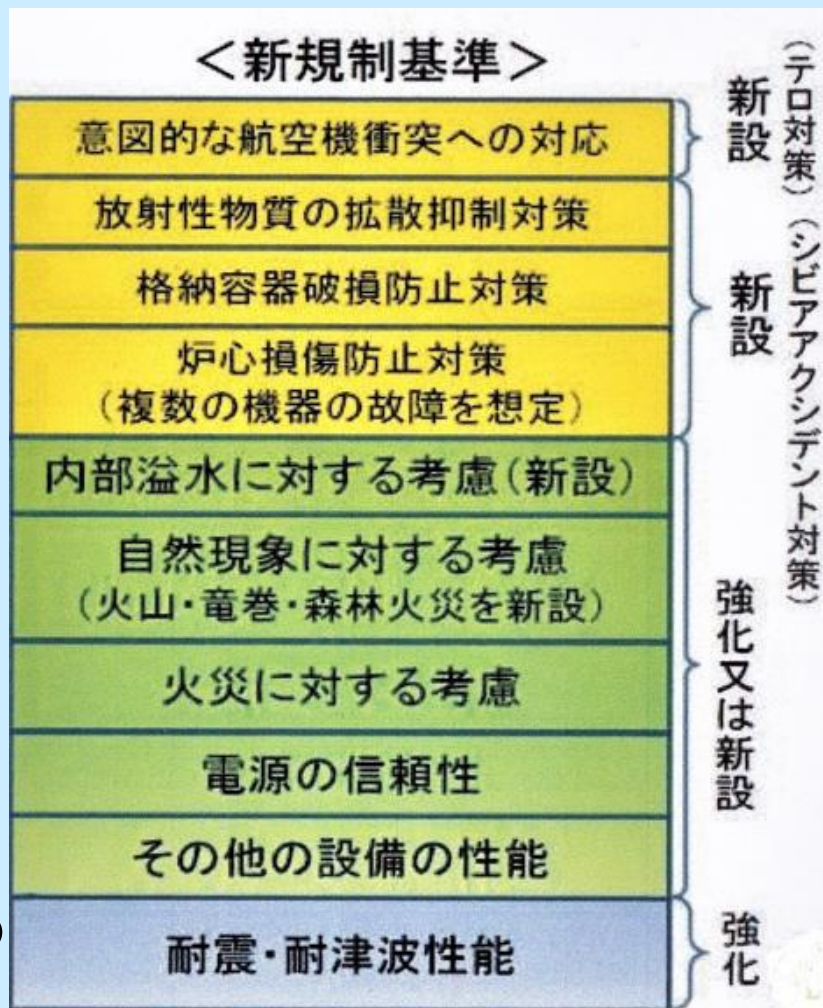 ＜新規制基準＞
意図的な航空機衝突への対応
放射性物質の拡散抑制対策
格納容器破損防止対策
炉心損傷防止対策
（複数の機器の故障を想定）
内部溢水に対する考慮（新設）
自然現象に対する考慮
（火山・竜巻・森林火災を新設）
火災に対する考慮
電源の信頼性
その他の設備の性能
耐震・耐津波性能
新設
（テロ対策）
新設
（シビアアクシデント対策）
強化又は新設
強化
)